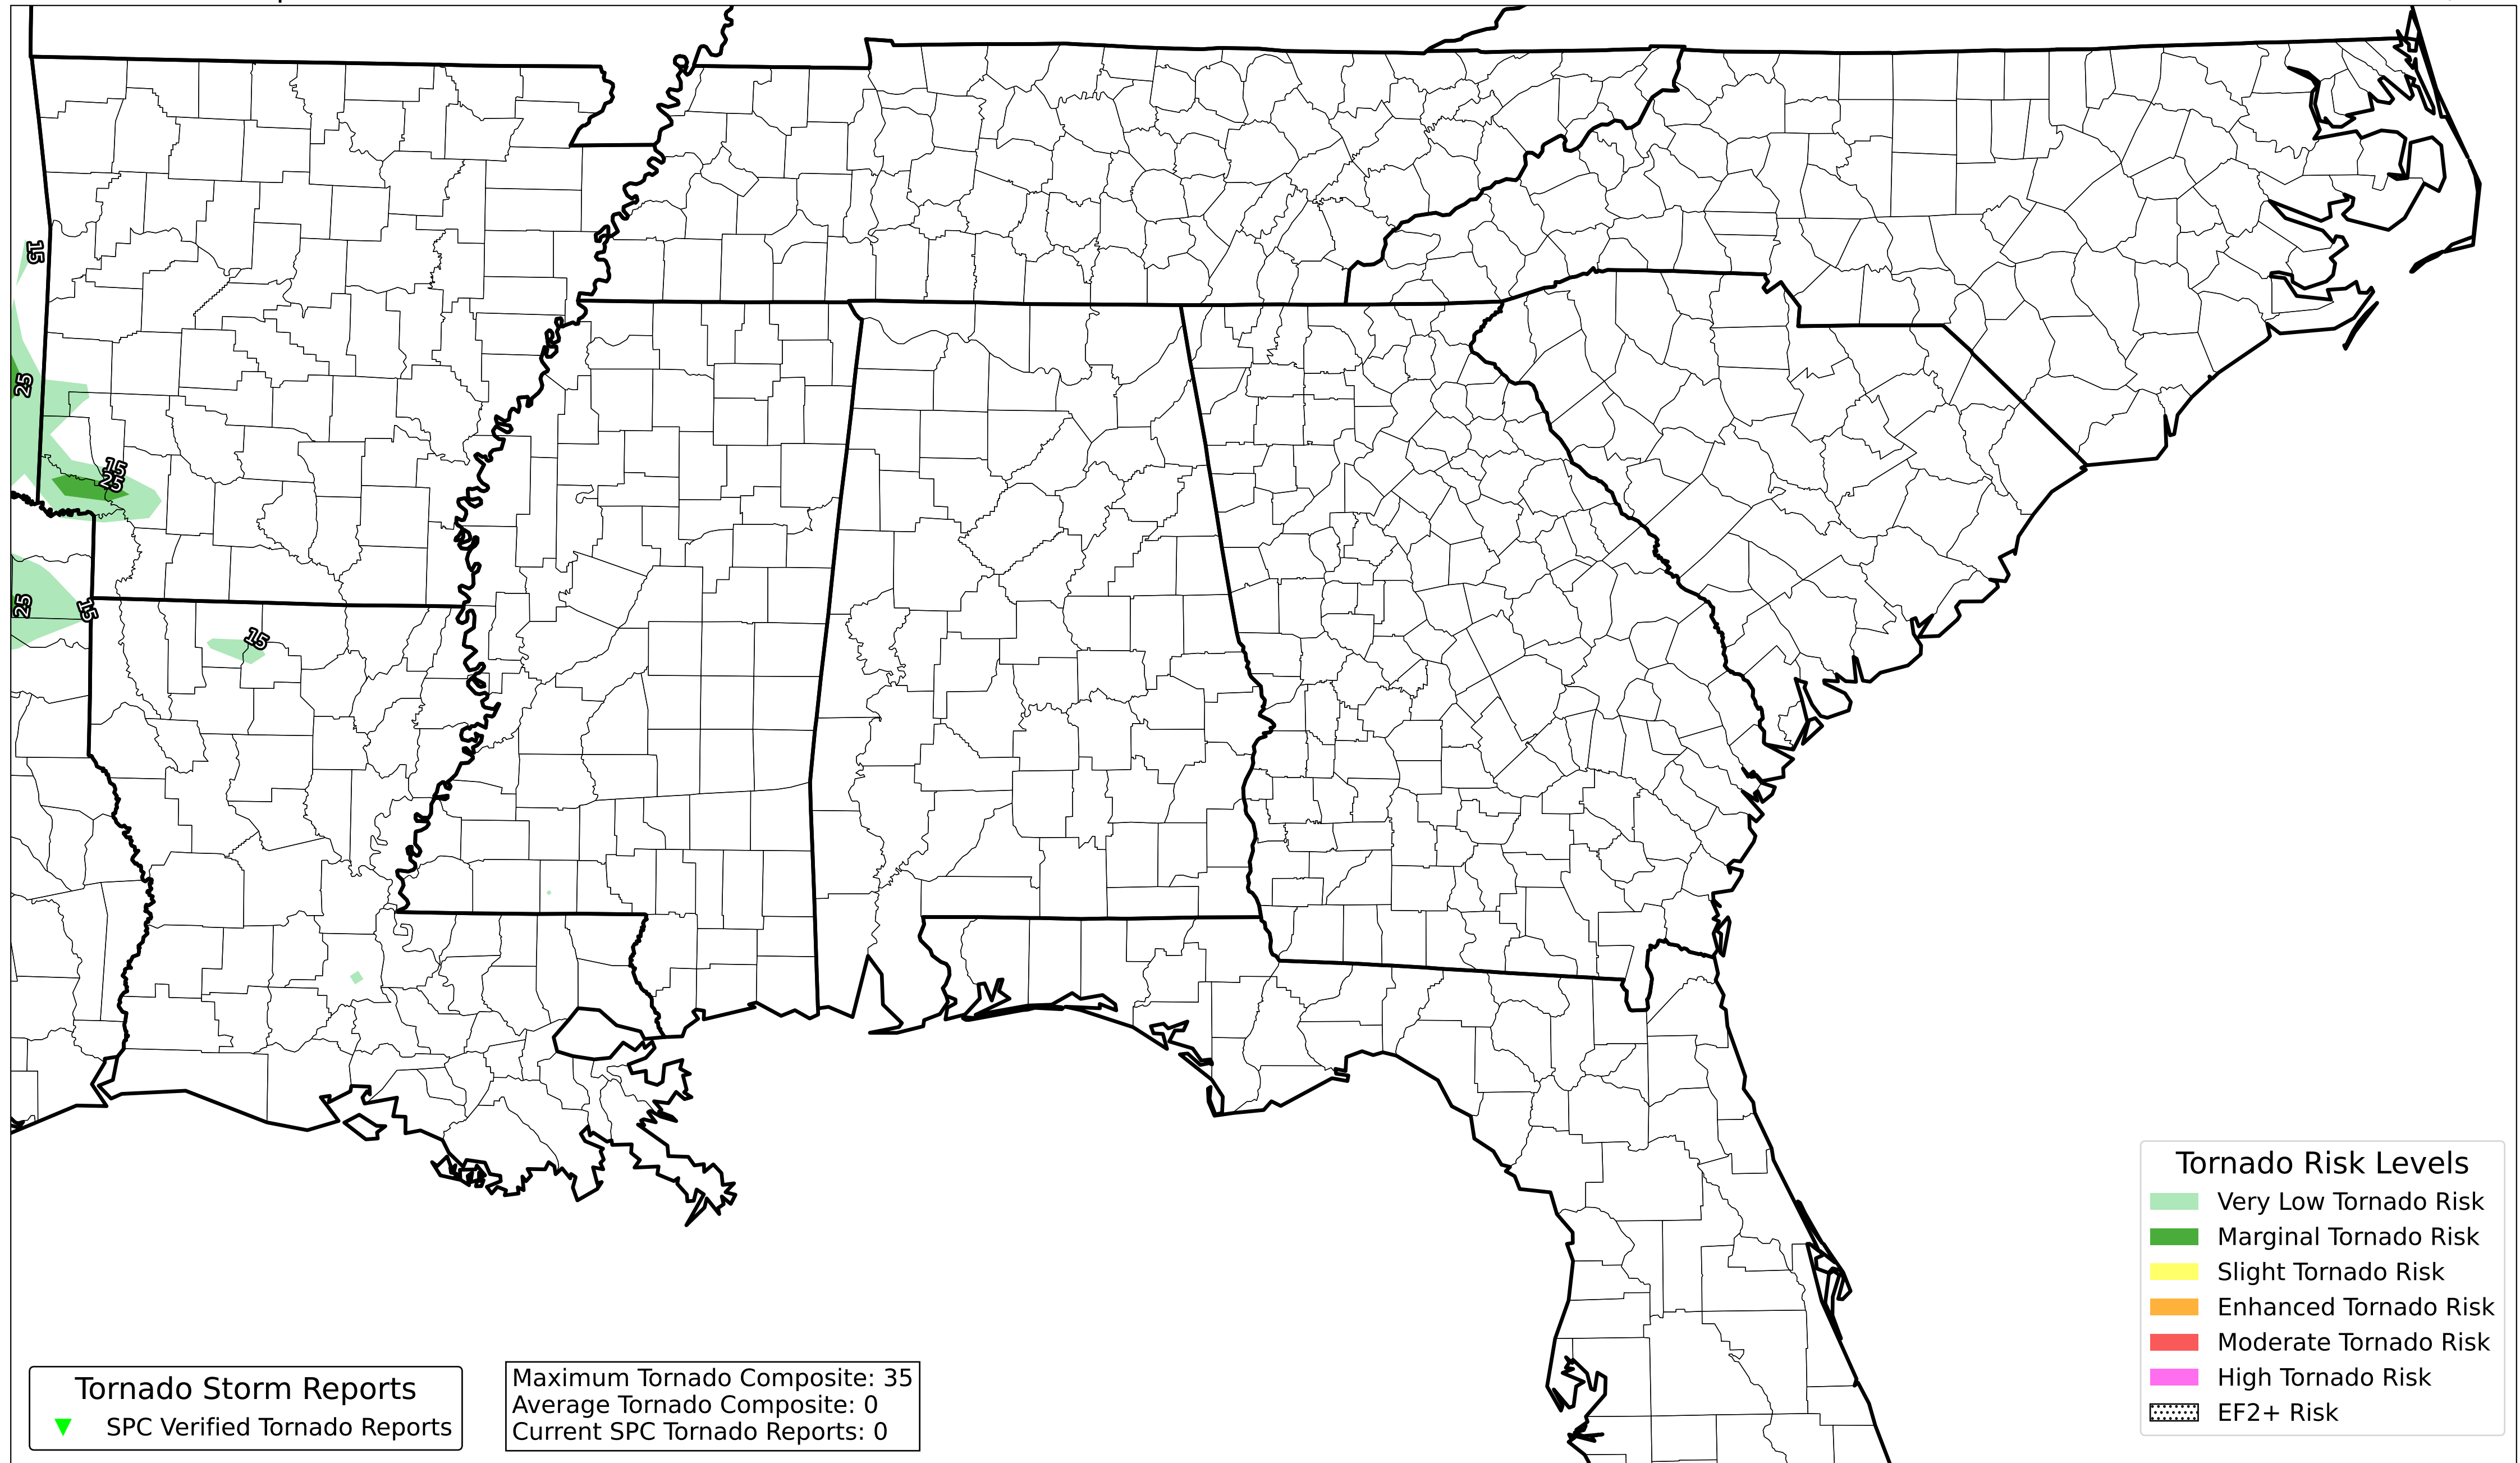 15
25
15
25
25
15
15
Tornado Risk Levels
Very Low Tornado Risk
Marginal Tornado Risk
Slight Tornado Risk
Enhanced Tornado Risk
Moderate Tornado Risk
High Tornado Risk
EF2+ Risk
Tornado Storm Reports
SPC Verified Tornado Reports
Maximum Tornado Composite: 35
Average Tornado Composite: 0
Current SPC Tornado Reports: 0